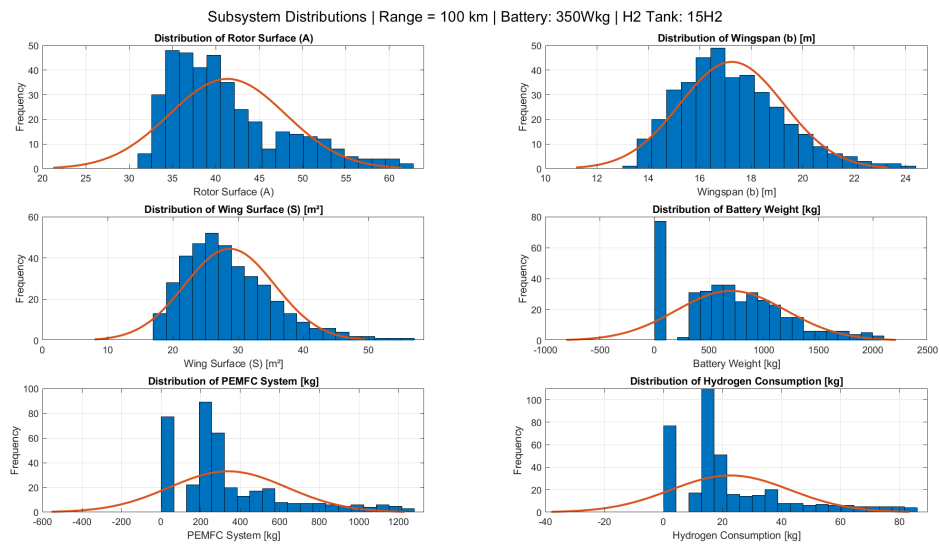 Subsystem Distributions | Range = 100 km | Battery: 350Wkg | H2 Tank: 15H2
Distribution of Rotor Surface (A)
Frequency
50
40
30
20
10
0
20 25 30 35 40 45 50 55 60
Rotor Surface (A)
Distribution of Wingspan (b) [m]
Frequency
50
40
30
20
10
0
10 12 14 16 18 20 22 24
Wingspan (b) [m]
Distribution of Wing Surface (S) [m²]
Frequency
60
40
20
0
0 10 20 30 40 50
Wing Surface (S) [m²]
Distribution of Battery Weight [kg]
Frequency
80
60
40
20
0
-1000 -500 0 500 1000 1500 2000 2500
Battery Weight [kg]
Distribution of PEMFC System [kg]
Frequency
100
80
60
40
20
0
-600 -400 -200 0 200 400 600 800 1000 1200
PEMFC System [kg]
Distribution of Hydrogen Consumption [kg]
Frequency
100
80
60
40
20
0
-40 -20 0 20 40 60 80
Hydrogen Consumption [kg]